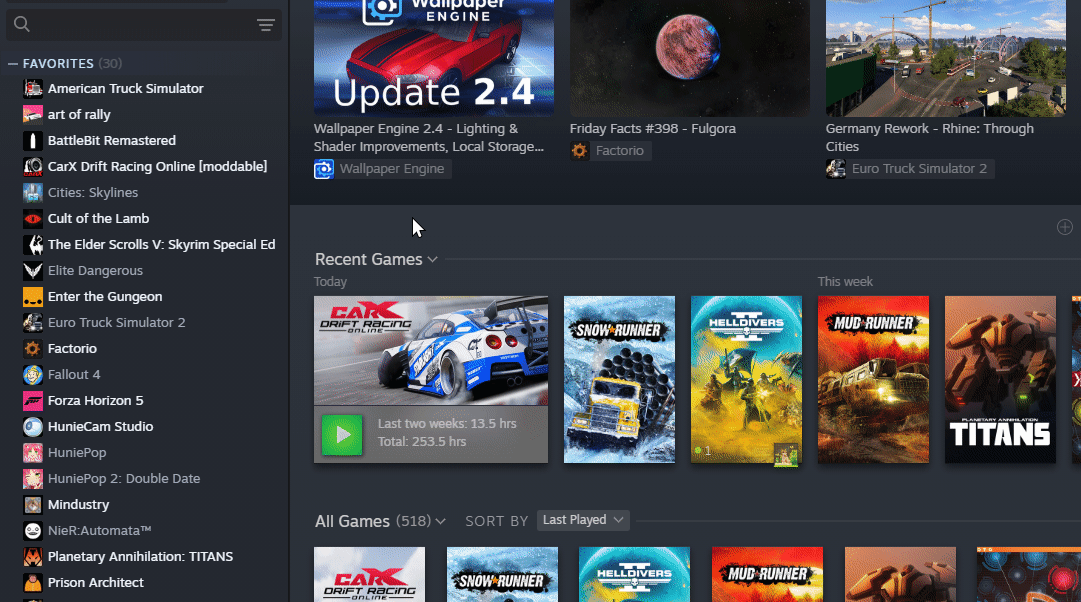 FAVORITES (30)
American Truck Simulator
art of rally
BattleBit Remastered
CarX Drift Racing Online [moddable]
Cities: Skylines
Cult of the Lamb
The Elder Scrolls V: Skyrim Special Ed
Elite Dangerous
Enter the Gungeon
Euro Truck Simulator 2
Factorio
Fallout 4
Forza Horizon 5
HunieCam Studio
HuniePop
HuniePop 2: Double Date
Mindustry
NieR:Automata™
Planetary Annihilation: TITANS
Prison Architect
Wallpaper
ENGINE
Update 2.4
Wallpaper Engine 2.4 - Lighting &
Shader Improvements, Local Storage...
Wallpaper Engine
Friday Facts #398 - Fulgora
Factorio
Germany Rework - Rhine: Through
Cities
Euro Truck Simulator 2
Recent Games
Today
This week
CARX
DRIFT RACING
ONLINE
Last two weeks: 13.5 hrs
Total: 253.5 hrs
SNOWRUNNER
HELLDIVERS
II
1
MUDRUNNER
PLANETARY ANNIHILATION
TITANS
All Games (518)
SORT BY
Last Played
CARX
DRIFT RACING
ONLINE
SNOWRUNNER
HELLDIVERS
MUDRUNNER